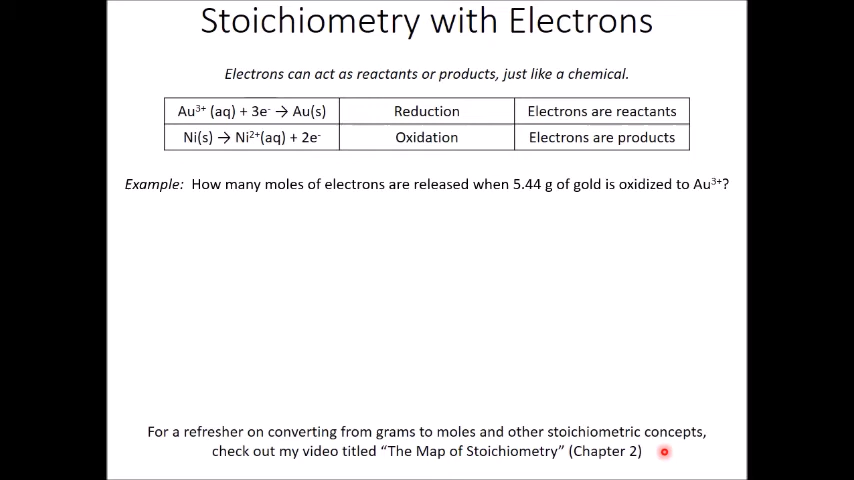 Stoichiometry with Electrons
Electrons can act as reactants or products, just like a chemical.
Au³⁺ (aq) + 3e⁻ → Au(s) Reduction Electrons are reactants
Ni(s) → Ni²⁺(aq) + 2e⁻ Oxidation Electrons are products
Example: How many moles of electrons are released when 5.44 g of gold is oxidized to Au³⁺?
For a refresher on converting from grams to moles and other stoichiometric concepts,
check out my video titled “The Map of Stoichiometry” (Chapter 2)